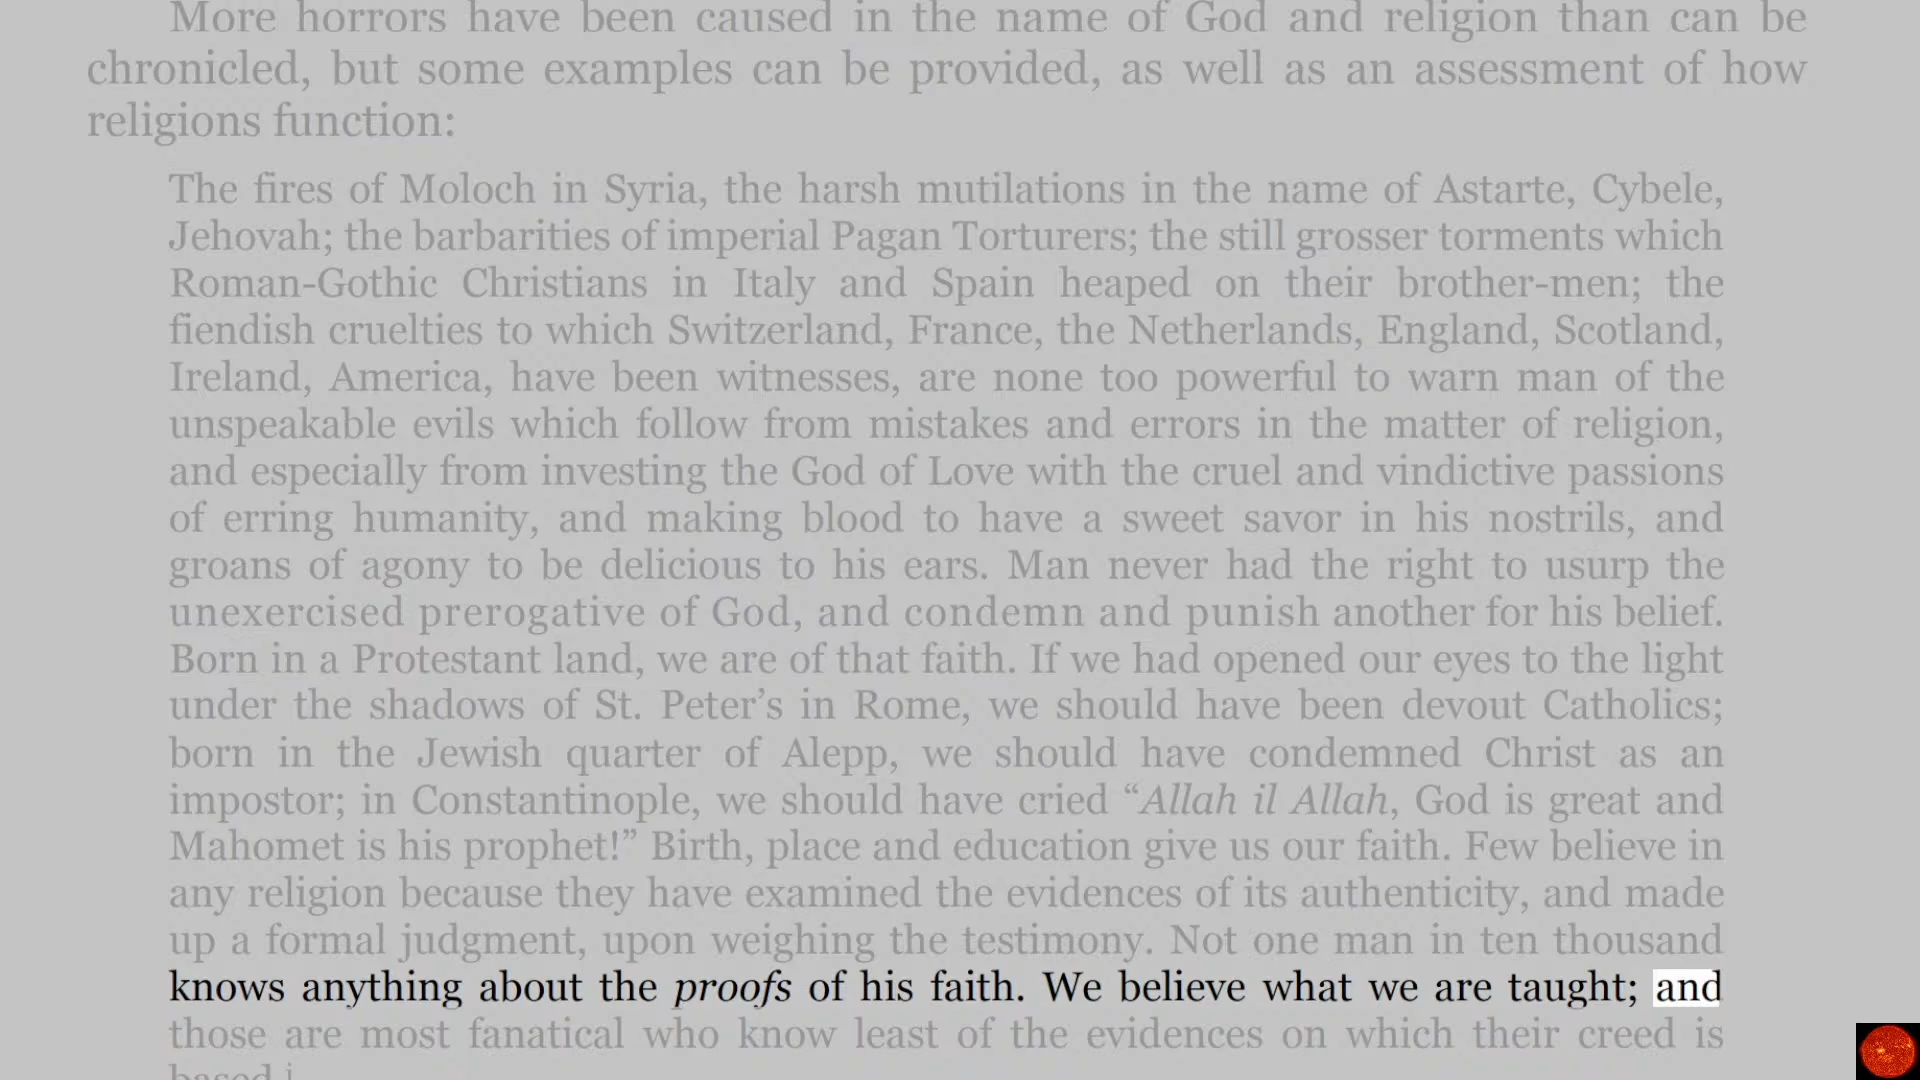 More horrors have been caused in the name of God and religion than can be
chronicled, but some examples can be provided, as well as an assessment of how
religions function:
The fires of Moloch in Syria, the harsh mutilations in the name of Astarte, Cybele,
Jehovah; the barbarities of imperial Pagan Torturers; the still grosser torments which
Roman-Gothic Christians in Italy and Spain heaped on their brother-men; the
fiendish cruelties to which Switzerland, France, the Netherlands, England, Scotland,
Ireland, America, have been witnesses, are none too powerful to warn man of the
unspeakable evils which follow from mistakes and errors in the matter of religion,
and especially from investing the God of Love with the cruel and vindictive passions
of erring humanity, and making blood to have a sweet savor in his nostrils, and
groans of agony to be delicious to his ears. Man never had the right to usurp the
unexercised prerogative of God, and condemn and punish another for his belief.
Born in a Protestant land, we are of that faith. If we had opened our eyes to the light
under the shadows of St. Peter’s in Rome, we should have been devout Catholics;
born in the Jewish quarter of Alepp, we should have condemned Christ as an
impostor; in Constantinople, we should have cried “Allah il Allah, God is great and
Mahomet is his prophet!” Birth, place and education give us our faith. Few believe in
any religion because they have examined the evidences of its authenticity, and made
up a formal judgment, upon weighing the testimony. Not one man in ten thousand
knows anything about the proofs of his faith. We believe what we are taught; and
those are most fanatical who know least of the evidences on which their creed is
based.i